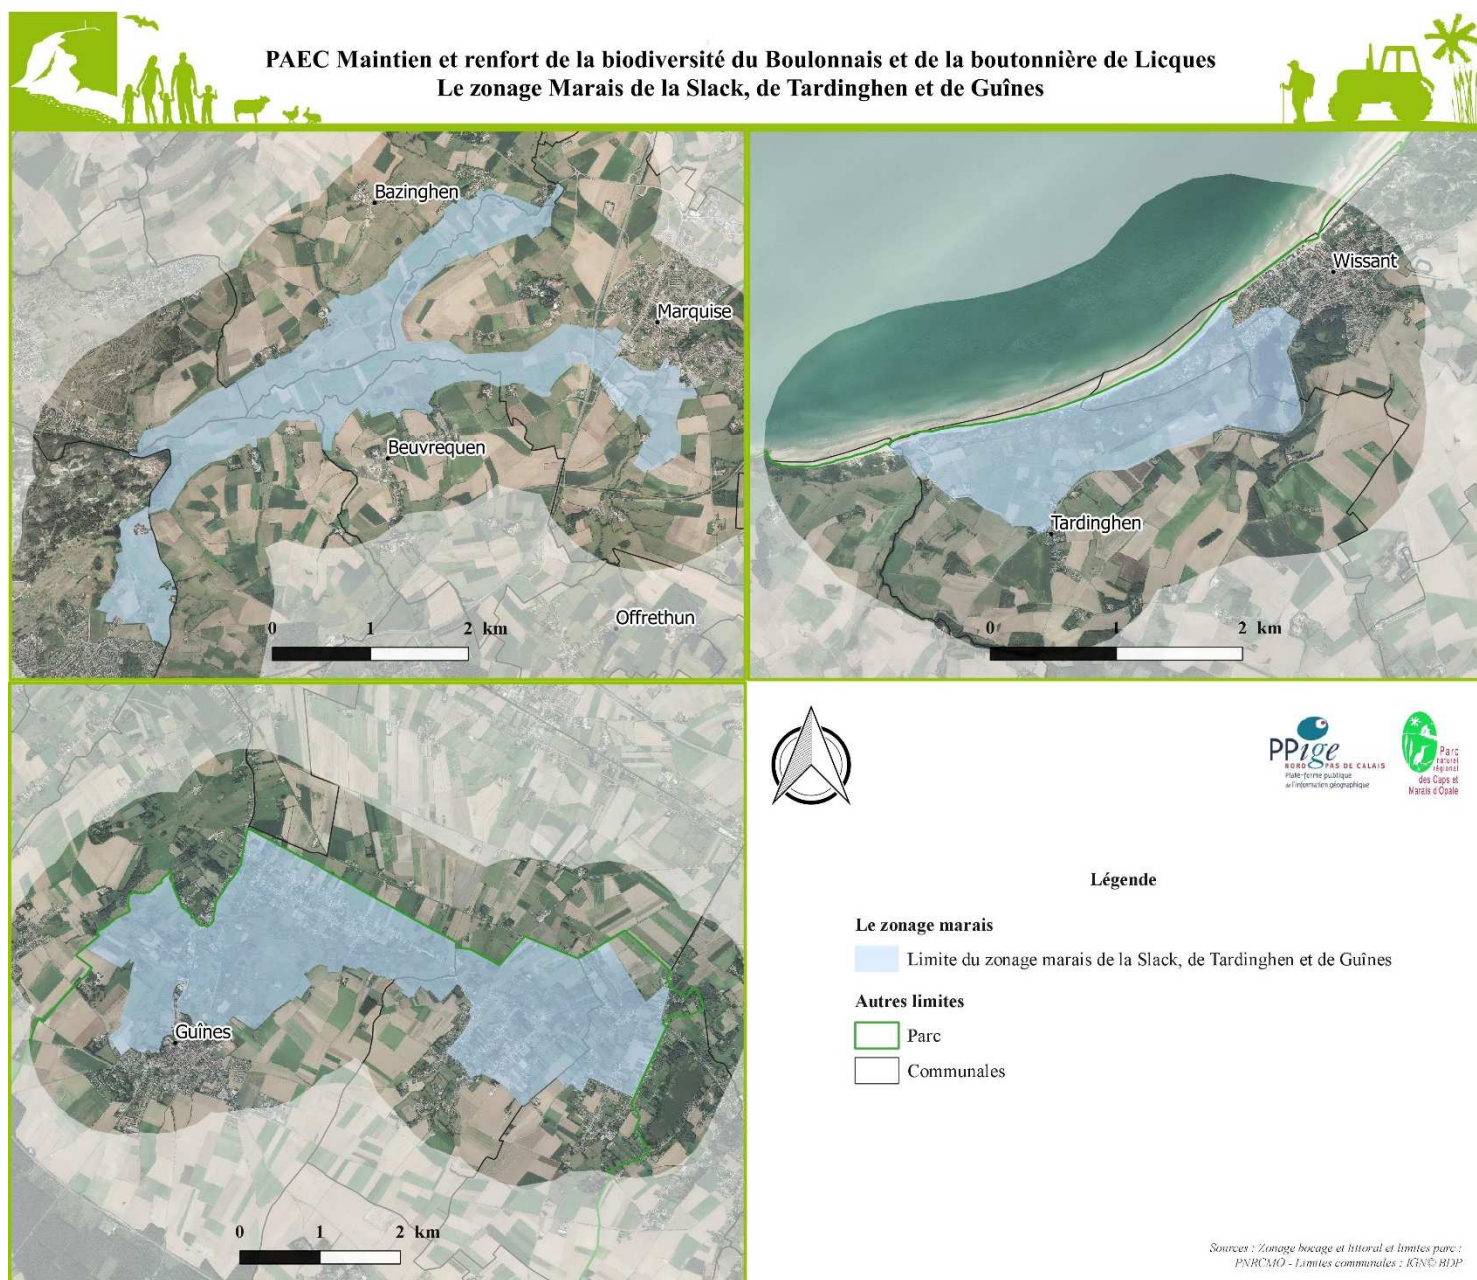 PAEC Maintien et renfort de la biodiversité du Boulonnais et de la boutonnière de Licques
Le zonage Marais de la Slack, de Tardinghen et de Guînes
Bazinghen
Marquise
Beuvrequen
Offrethun
0 1 2 km
Wissant
Tardinghen
0 1 2 km
Guînes
0 1 2 km
PPige
NORD PAS DE CALAIS
Plate-forme publique
de l'information géographique
Parc
naturel
régional
des Caps et
Marais d'Opale
Légende
Le zonage marais
Limite du zonage marais de la Slack, de Tardinghen et de Guînes
Autres limites
Parc
Communales
Sources : Zonage bocage et littoral et limites parc :
PNRCMO - Limites communales : IGN© BDP